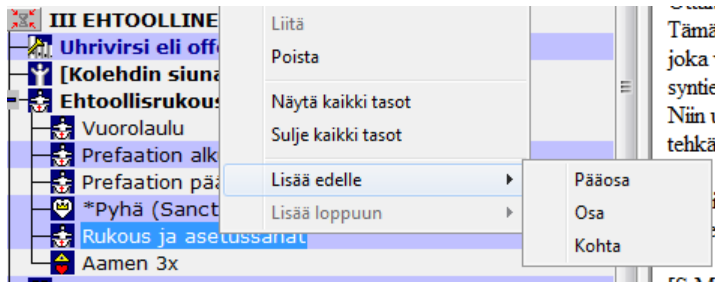 III EHTOOLLINE
Uhrivirsi eli off
[Kolehdin siuna
Ehtoollisrukous
Vuorolaulu
Prefaation alk
Prefaation pää
*Pyhä (Sanct
Rukous ja asetussanat
Aamen 3x
Liitä
Poista
Näytä kaikki tasot
Sulje kaikki tasot
Lisää edelle
Lisää loppuun
Pääosa
Osa
Kohta
Tämä
joka
syntie
Niin
tehkä